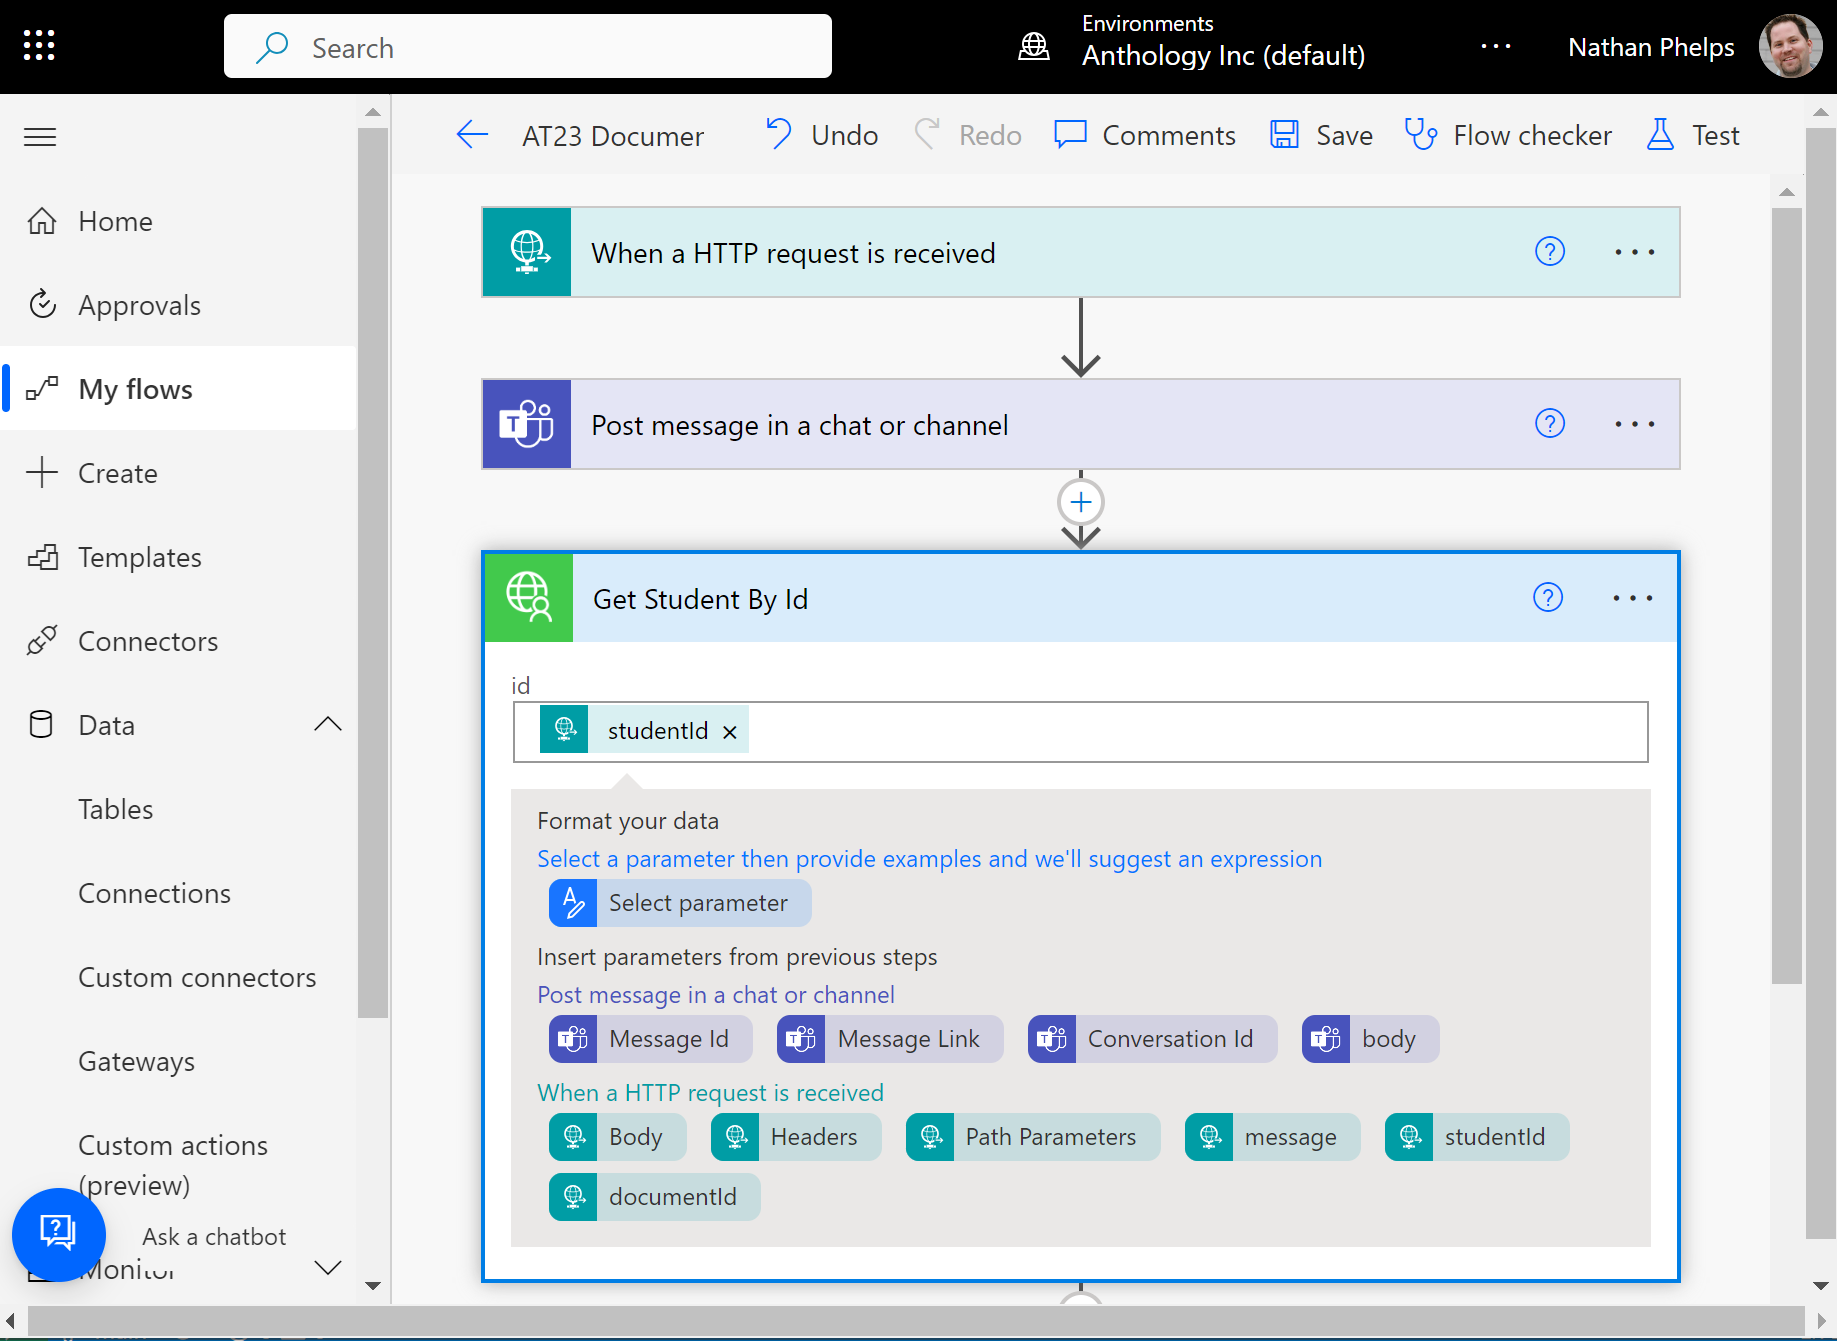 Search
Environments
Anthology Inc (default)
Nathan Phelps
AT23 Documer
Undo
Redo
Comments
Save
Flow checker
Test
Home
Approvals
My flows
Create
Templates
Connectors
Data
Tables
Connections
Custom connectors
Gateways
Custom actions
(preview)
Ask a chatbot
Monitor
When a HTTP request is received
Post message in a chat or channel
Get Student By Id
id
studentId
Format your data
Select a parameter then provide examples and we'll suggest an expression
Select parameter
Insert parameters from previous steps
Post message in a chat or channel
Message Id
Message Link
Conversation Id
body
When a HTTP request is received
Body
Headers
Path Parameters
message
studentId
documentId